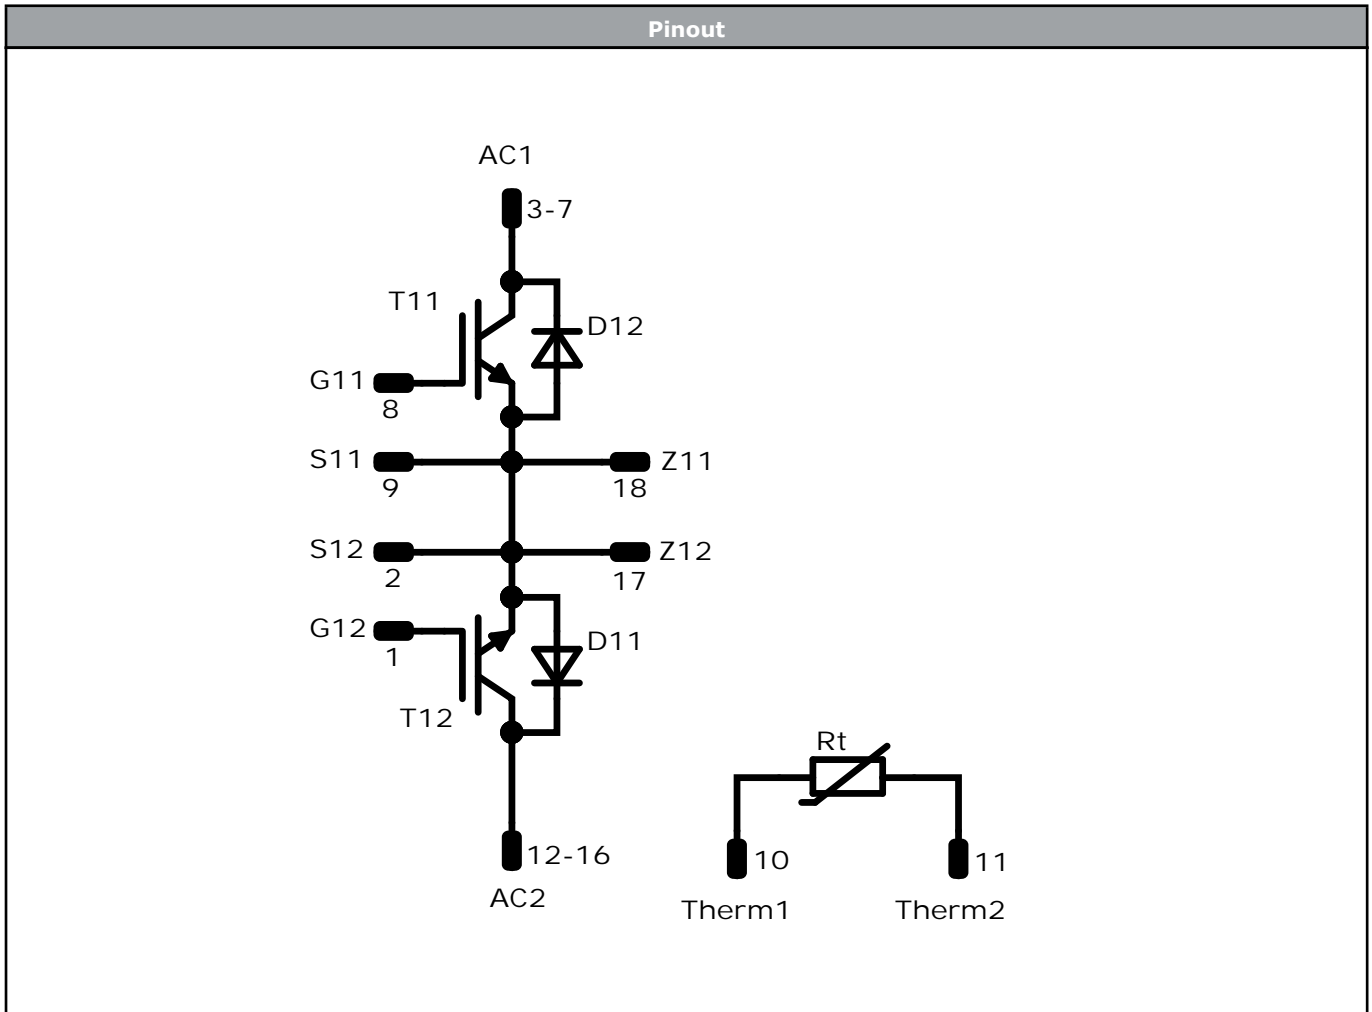 Pinout
AC1
3-7
T11
D12
G11
8
S11
Z11
9
18
S12
Z12
2
17
G12
D11
1
T12
Rt
12-16
10
11
AC2
Therm1
Therm2